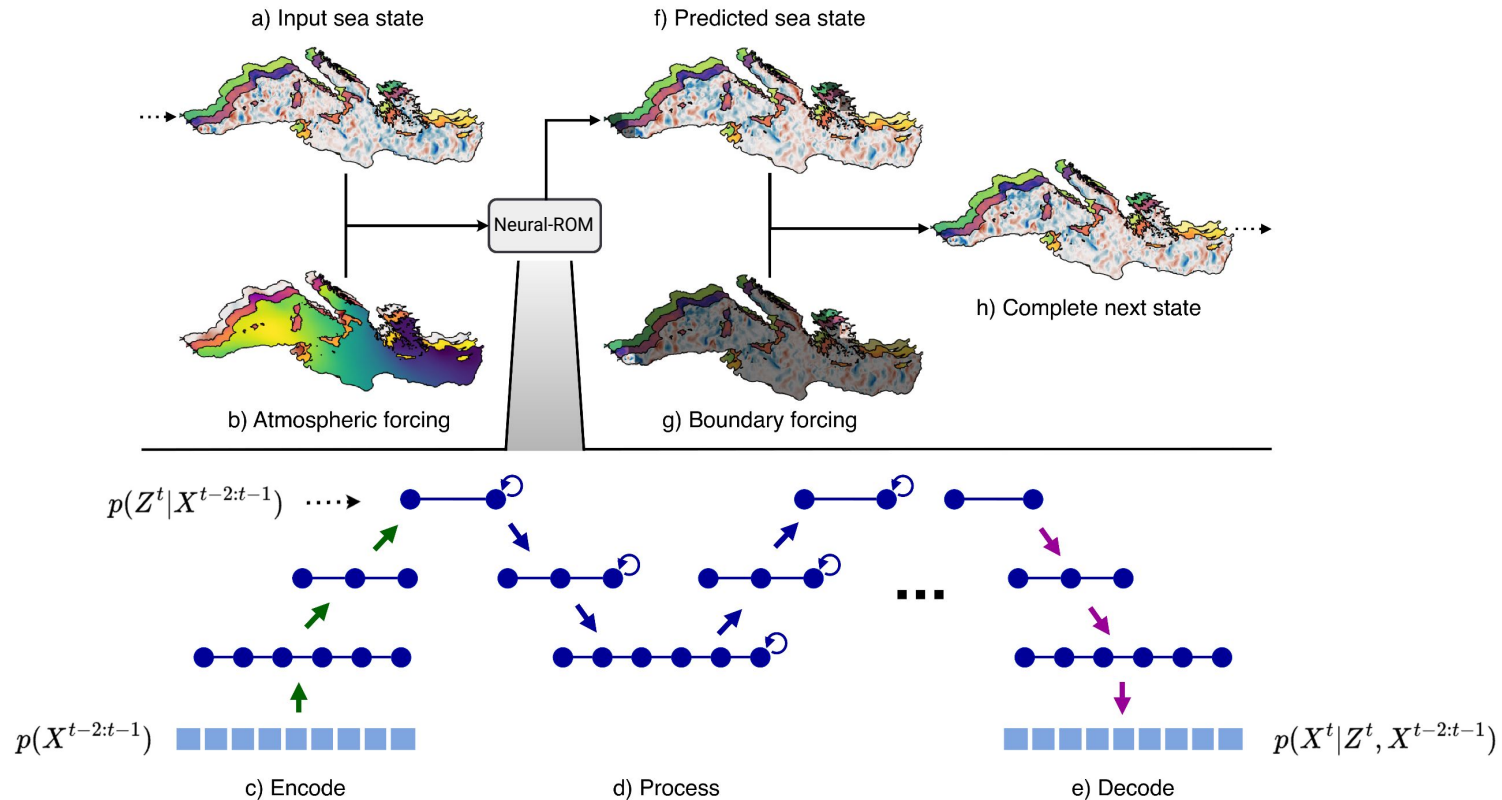 a) Input sea state
f) Predicted sea state
Neural-ROM
h) Complete next state
b) Atmospheric forcing
g) Boundary forcing
p(Z^t|X^{t-2:t-1})
...
p(X^{t-2:t-1})
p(X^t|Z^t, X^{t-2:t-1})
c) Encode
d) Process
e) Decode